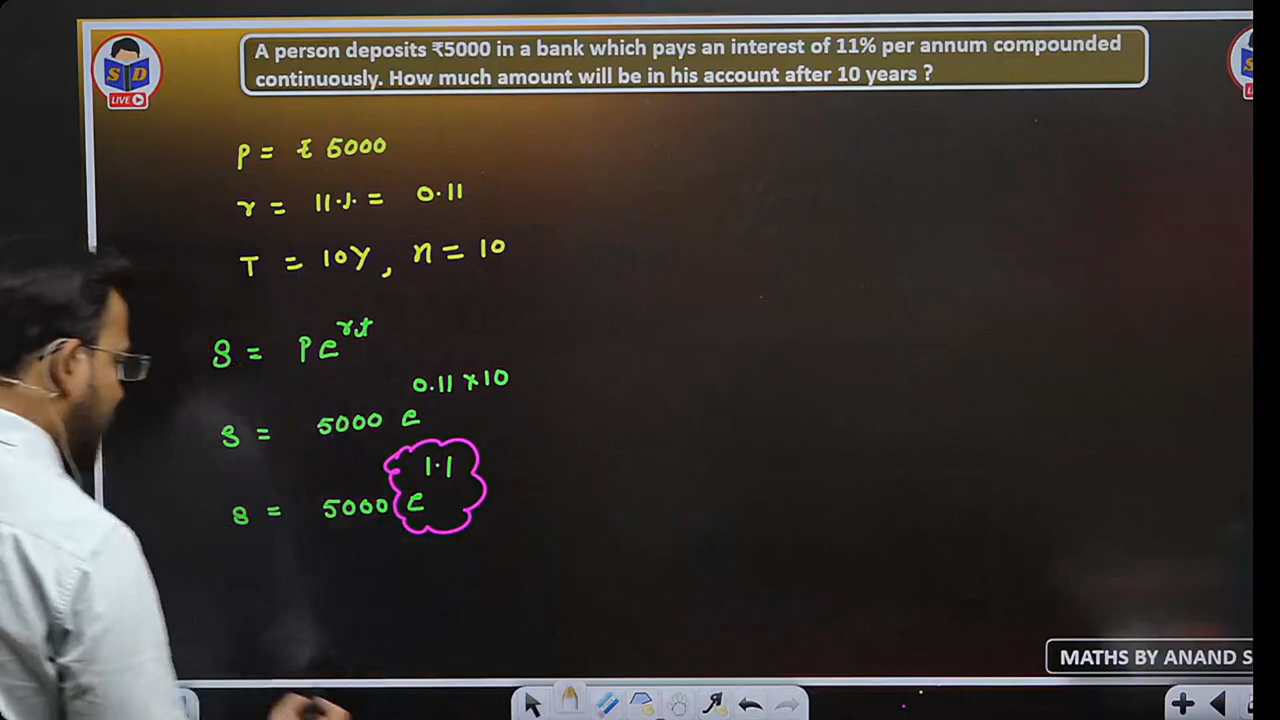 A person deposits ₹5000 in a bank which pays an interest of 11% per annum compounded
continuously. How much amount will be in his account after 10 years ?
S D
LIVE
P = ₹ 5000
r = 11% = 0.11
T = 10Y, n = 10
S = Pe^r.t
S = 5000 e^0.11×10
S = 5000 e^1.1
MATHS BY ANAND S